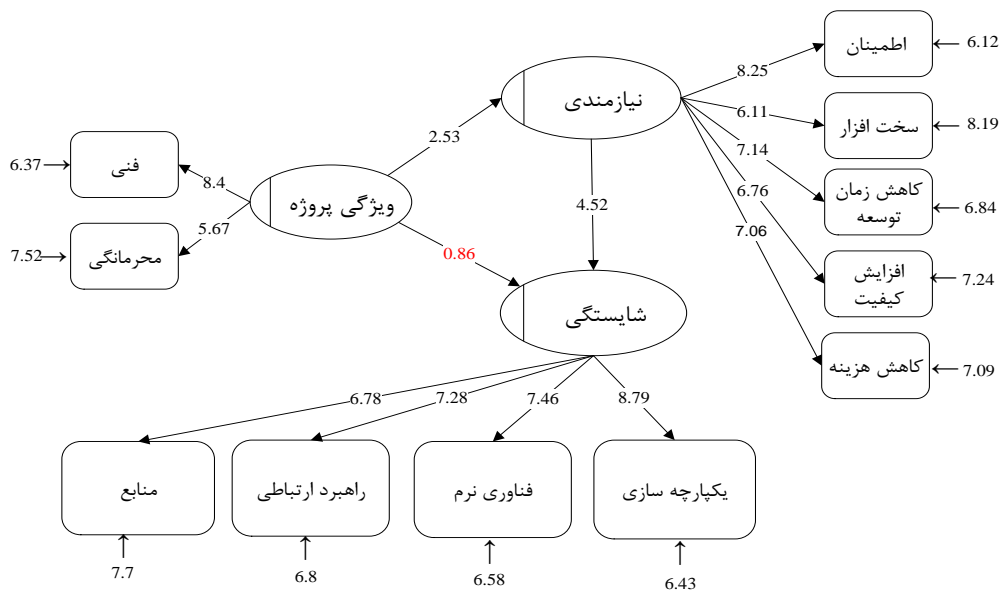 اطمینان
6.12
8.25
نیازمندی
سخت افزار
8.19
6.11
2.53
7.14
فنی
6.37
8.4
کاهش زمان
توسعه
6.84
6.76
ویژگی پروژه
4.52
7.06
5.67
محرمانگی
7.52
0.86
افزایش
کیفیت
7.24
شایستگی
کاهش هزینه
7.09
6.78
7.28
7.46
8.79
منابع
راهبرد ارتباطی
فناوری نرم
یکپارچه سازی
7.7
6.8
6.58
6.43